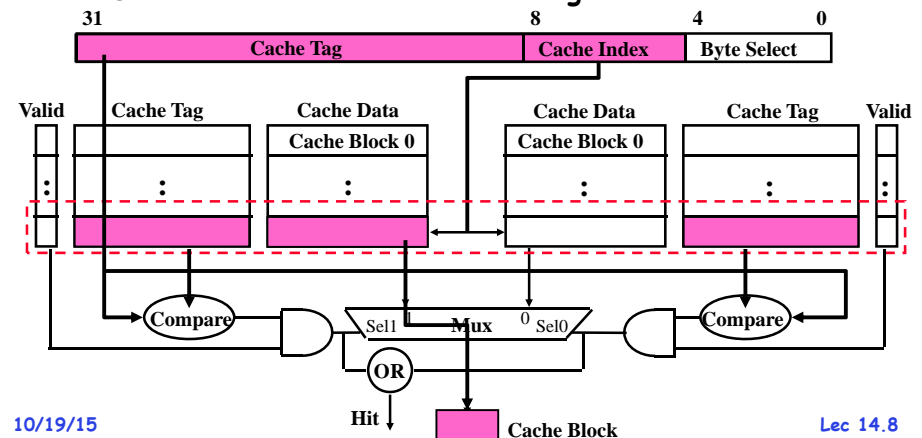 31 8 4 0
Cache Tag Cache Index Byte Select
Valid Cache Tag Cache Data Cache Data Cache Tag Valid
Cache Block 0 Cache Block 0
: : : : : :
Compare Sel1 1 Mux 0 Sel0 Compare
OR
Hit
Cache Block
10/19/15 Lec 14.8